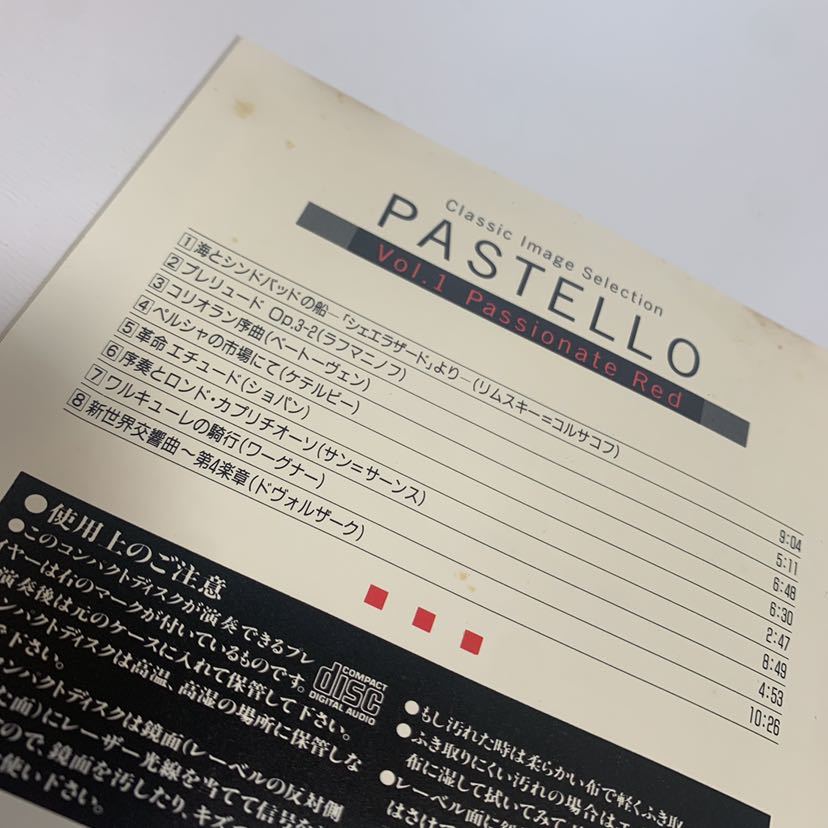 Classic Image Selection
PASTELLO
Vol.1 Passionate Red
1 海とシンドバッドの船―「シェエラザード」より―(リムスキー=コルサコフ) 9:04
2 プレリュード Op.3-2(ラフマニノフ) 5:11
3 コリオラン序曲(ベートーヴェン) 6:48
4 ペルシャの市場にて(ケテルビー) 6:30
5 革命 エチュード(ショパン) 2:47
6 序奏とロンド・カプリチオーソ(サン=サーンス) 8:49
7 ワルキューレの騎行(ワーグナー) 4:53
8 新世界交響曲〜第4楽章(ドヴォルザーク) 10:26
●使用上のご注意
●このコンパクトディスクが演奏できるプレ
イヤーは右のマークが付いているものです。
演奏後は元のケースに入れて保管して下さい。
ンパクトディスクは高温、高湿の場所に保管しな
下さい。
コンパクトディスクは鏡面(レーベルの反対側
面)にレーザー光線を当てて信号を
ので、鏡面を汚したり、キズ
使い下さい。
COMPACT
disc
DIGITAL AUDIO
●もし汚れた時は柔らかい布で軽くふき取
●ふき取りにくい汚れの場合は
布に湿して拭いてみて
●レーベル面に
はさけて